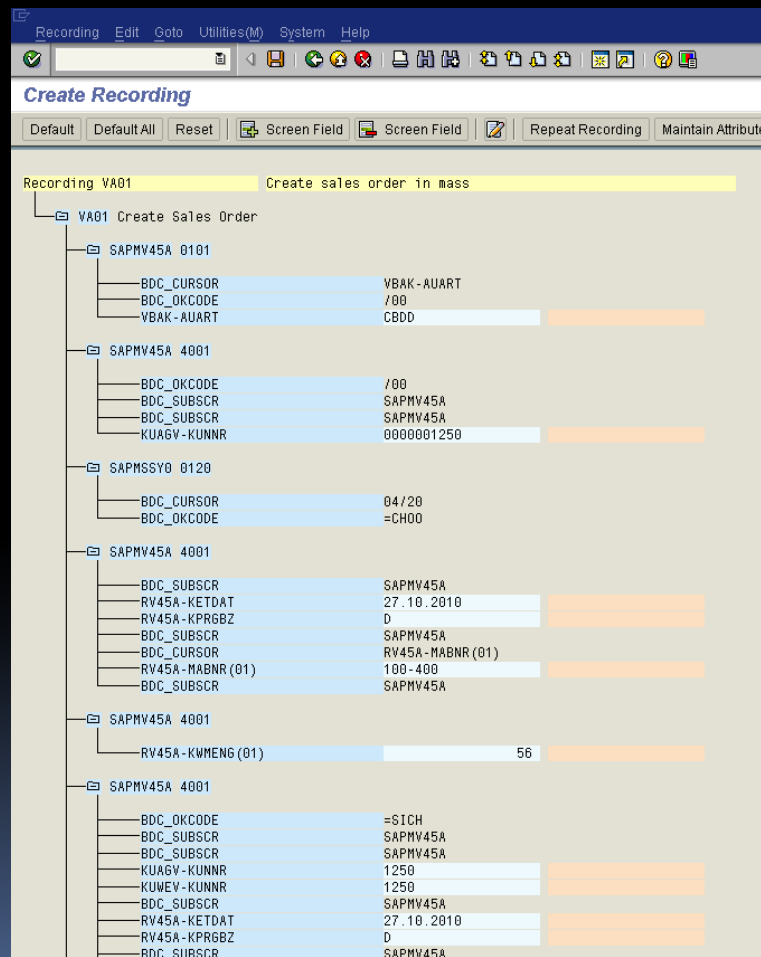 Recording Edit Goto Utilities(M) System Help
Create Recording
Default Default All Reset Screen Field Screen Field Repeat Recording Maintain Attribute
Recording VA01 Create sales order in mass
VA01 Create Sales Order
SAPMV45A 0101
BDC_CURSOR VBAK-AUART
BDC_OKCODE /00
VBAK-AUART CBDD
SAPMV45A 4001
BDC_OKCODE /00
BDC_SUBSCR SAPMV45A
BDC_SUBSCR SAPMV45A
KUAGV-KUNNR 0000001250
SAPMSSY0 0120
BDC_CURSOR 04/20
BDC_OKCODE =CHOO
SAPMV45A 4001
BDC_SUBSCR SAPMV45A
RV45A-KETDAT 27.10.2010
RV45A-KPRGBZ D
BDC_SUBSCR SAPMV45A
BDC_CURSOR RV45A-MABNR(01)
RV45A-MABNR(01) 100-400
BDC_SUBSCR SAPMV45A
SAPMV45A 4001
RV45A-KWMENG(01) 56
SAPMV45A 4001
BDC_OKCODE =SICH
BDC_SUBSCR SAPMV45A
BDC_SUBSCR SAPMV45A
KUAGV-KUNNR 1250
KUWEV-KUNNR 1250
BDC_SUBSCR SAPMV45A
RV45A-KETDAT 27.10.2010
RV45A-KPRGBZ D
BDC_SUBSCR SAPMV45A